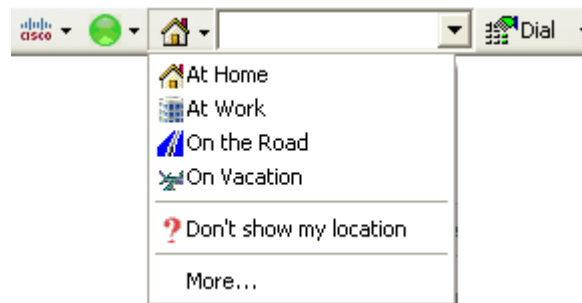 cisco
Dial
At Home
At Work
On the Road
On Vacation
Don't show my location
More...